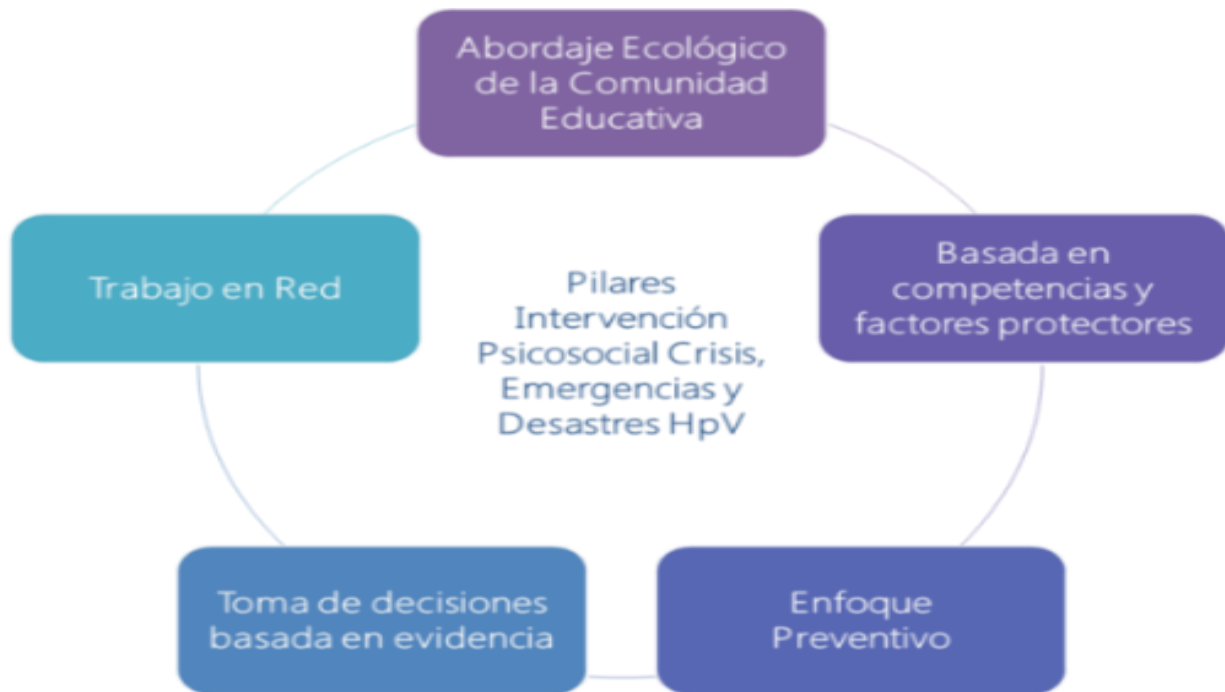 Abordaje Ecológico
de la Comunidad
Educativa
Trabajo en Red
Pilares
Intervención
Psicosocial Crisis,
Emergencias y
Desastres HpV
Basada en
competencias y
factores protectores
Toma de decisiones
basada en evidencia
Enfoque
Preventivo